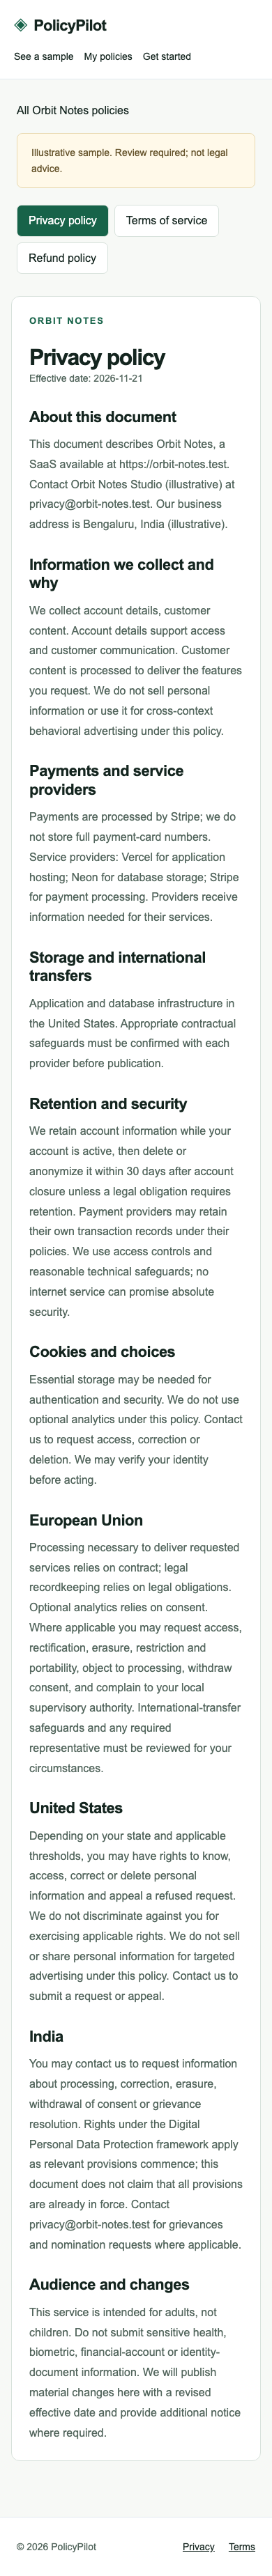 PolicyPilot
See a sample My policies Get started
All Orbit Notes policies
Illustrative sample. Review required; not legal
advice.
Privacy policy Terms of service
Refund policy
ORBIT NOTES
Privacy policy
Effective date: 2026-11-21
About this document
This document describes Orbit Notes, a
SaaS available at https://orbit-notes.test.
Contact Orbit Notes Studio (illustrative) at
privacy@orbit-notes.test. Our business
address is Bengaluru, India (illustrative).
Information we collect and
why
We collect account details, customer
content. Account details support access
and customer communication. Customer
content is processed to deliver the features
you request. We do not sell personal
information or use it for cross-context
behavioral advertising under this policy.
Payments and service
providers
Payments are processed by Stripe; we do
not store full payment-card numbers.
Service providers: Vercel for application
hosting; Neon for database storage; Stripe
for payment processing. Providers receive
information needed for their services.
Storage and international
transfers
Application and database infrastructure in
the United States. Appropriate contractual
safeguards must be confirmed with each
provider before publication.
Retention and security
We retain account information while your
account is active, then delete or
anonymize it within 30 days after account
closure unless a legal obligation requires
retention. Payment providers may retain
their own transaction records under their
policies. We use access controls and
reasonable technical safeguards; no
internet service can promise absolute
security.
Cookies and choices
Essential storage may be needed for
authentication and security. We do not use
optional analytics under this policy. Contact
us to request access, correction or
deletion. We may verify your identity
before acting.
European Union
Processing necessary to deliver requested
services relies on contract; legal
recordkeeping relies on legal obligations.
Optional analytics relies on consent.
Where applicable you may request access,
rectification, erasure, restriction and
portability, object to processing, withdraw
consent, and complain to your local
supervisory authority. International-transfer
safeguards and any required
representative must be reviewed for your
circumstances.
United States
Depending on your state and applicable
thresholds, you may have rights to know,
access, correct or delete personal
information and appeal a refused request.
We do not discriminate against you for
exercising applicable rights. We do not sell
or share personal information for targeted
advertising under this policy. Contact us to
submit a request or appeal.
India
You may contact us to request information
about processing, correction, erasure,
withdrawal of consent or grievance
resolution. Rights under the Digital
Personal Data Protection framework apply
as relevant provisions commence; this
document does not claim that all provisions
are already in force. Contact
privacy@orbit-notes.test for grievances
and nomination requests where applicable.
Audience and changes
This service is intended for adults, not
children. Do not submit sensitive health,
biometric, financial-account or identity-
document information. We will publish
material changes here with a revised
effective date and provide additional notice
where required.
© 2026 PolicyPilot Privacy Terms